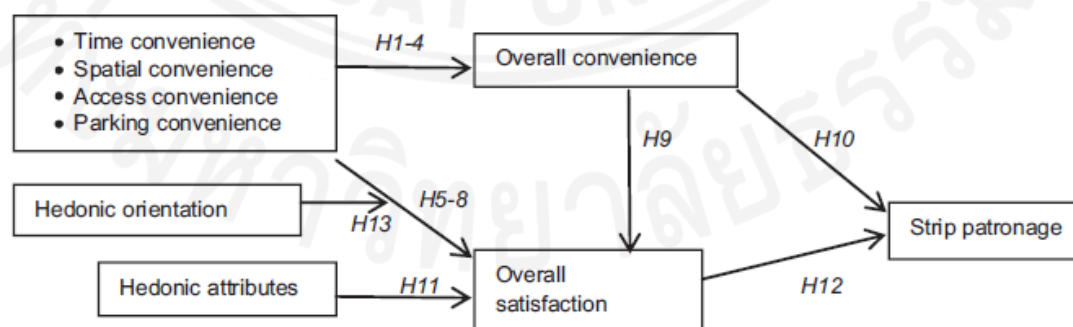 • Time convenience
• Spatial convenience
• Access convenience
• Parking convenience
H1-4
Overall convenience
H9
H10
H5-8
Hedonic orientation
H13
Strip patronage
Hedonic attributes
H11
Overall
satisfaction
H12